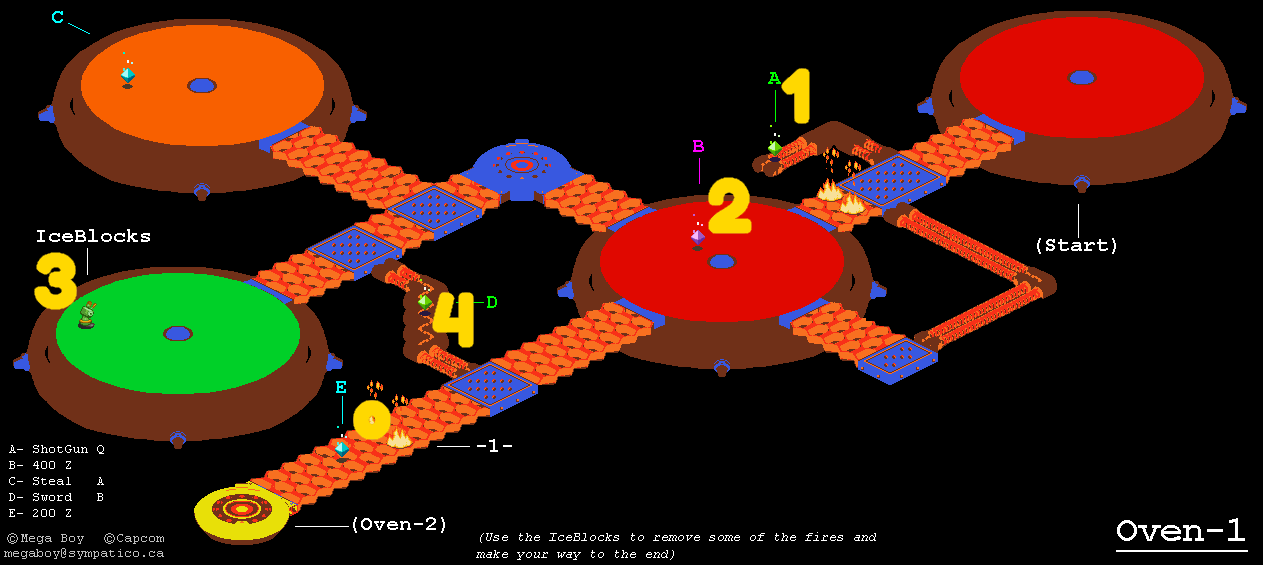 C
A
1
B
2
(Start)
IceBlocks
3
D
4
E
-1-
A- ShotGun Q
B- 400 Z
C- Steal A
D- Sword B
E- 200 Z
(Oven-2)
©Mega Boy ©Capcom
megaboy@sympatico.ca
(Use the IceBlocks to remove some of the fires and
make your way to the end)
Oven-1